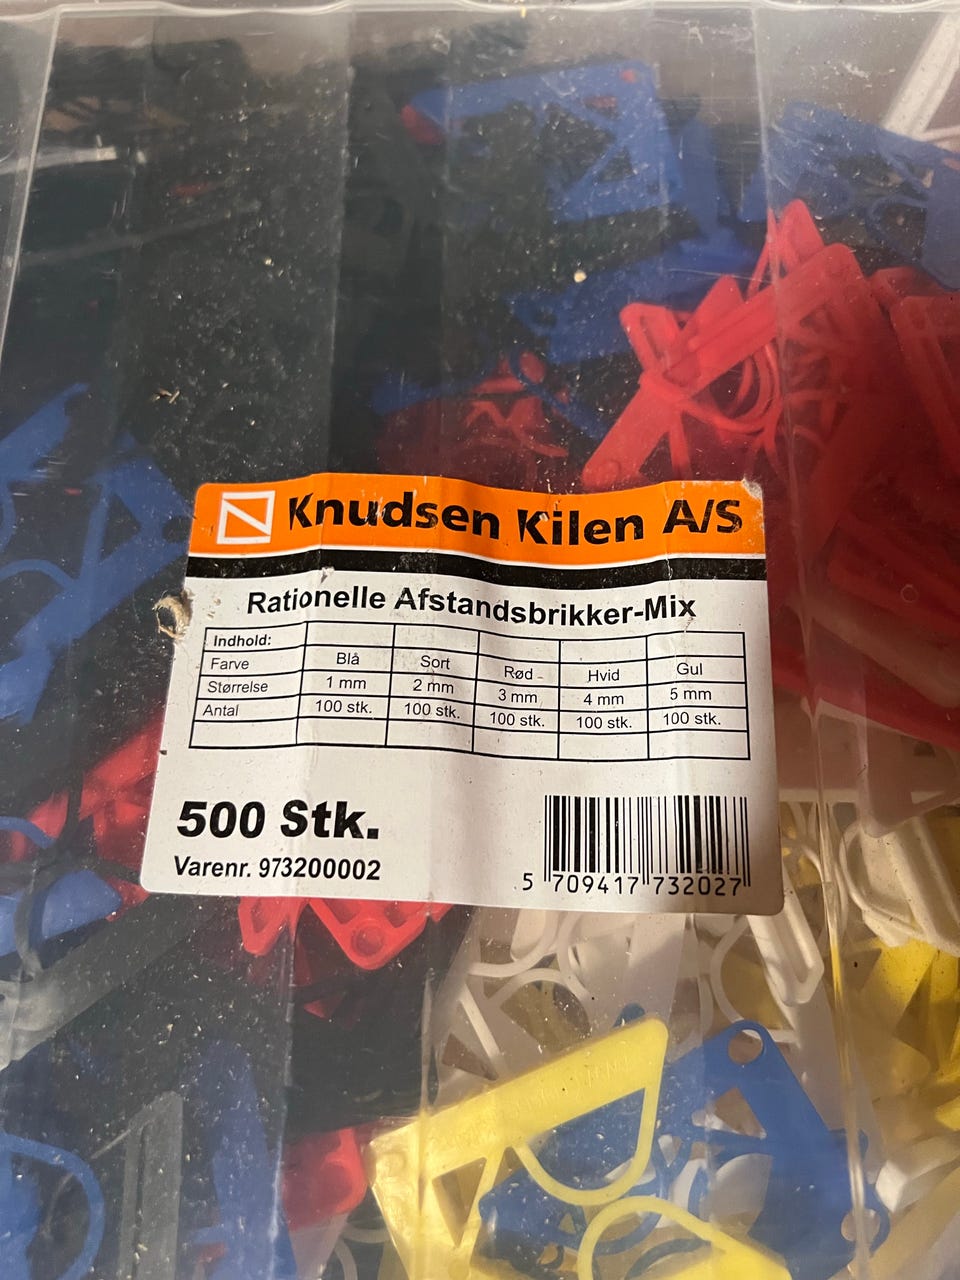 Knudsen Kilen A/S
Rationelle Afstandsbrikker-Mix
Indhold:
Farve Blå Sort Rød Hvid Gul
Størrelse 1 mm 2 mm 3 mm 4 mm 5 mm
Antal 100 stk. 100 stk. 100 stk. 100 stk. 100 stk.
500 Stk.
Varenr. 973200002
5 709417 732027